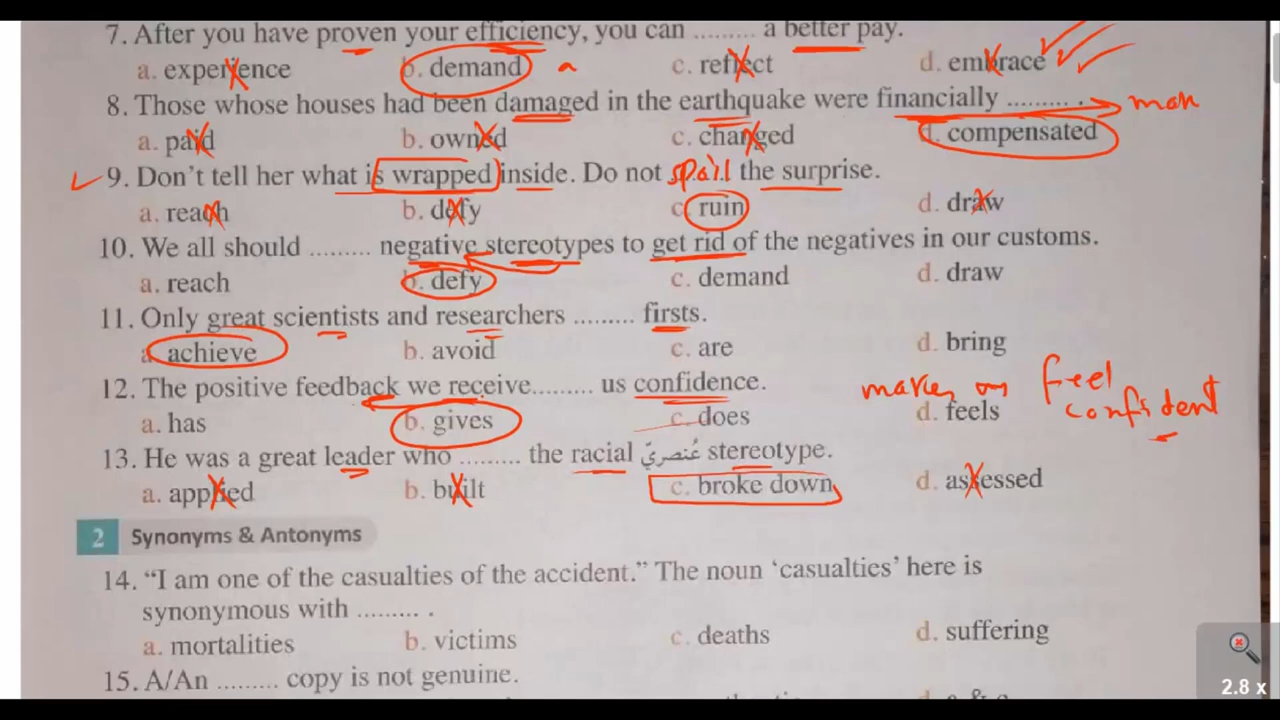 7. After you have proven your efficiency, you can ......... a better pay.
a. experience b. demand c. reflect d. embrace
8. Those whose houses had been damaged in the earthquake were financially ......... . man
a. paid b. owned c. changed d. compensated
9. Don't tell her what is wrapped inside. Do not spoil the surprise.
a. reach b. defy c. ruin d. draw
10. We all should ......... negative stereotypes to get rid of the negatives in our customs.
a. reach b. defy c. demand d. draw
11. Only great scientists and researchers ......... firsts.
a. achieve b. avoid c. are d. bring
12. The positive feedback we receive......... us confidence. makes us feel confident
a. has b. gives c. does d. feels
13. He was a great leader who ......... the racial عُنصريّ stereotype.
a. applied b. built c. broke down d. assessed
2 Synonyms & Antonyms
14. “I am one of the casualties of the accident.” The noun ‘casualties’ here is
synonymous with ......... .
a. mortalities b. victims c. deaths d. suffering
15. A/An ......... copy is not genuine.
2.8 x